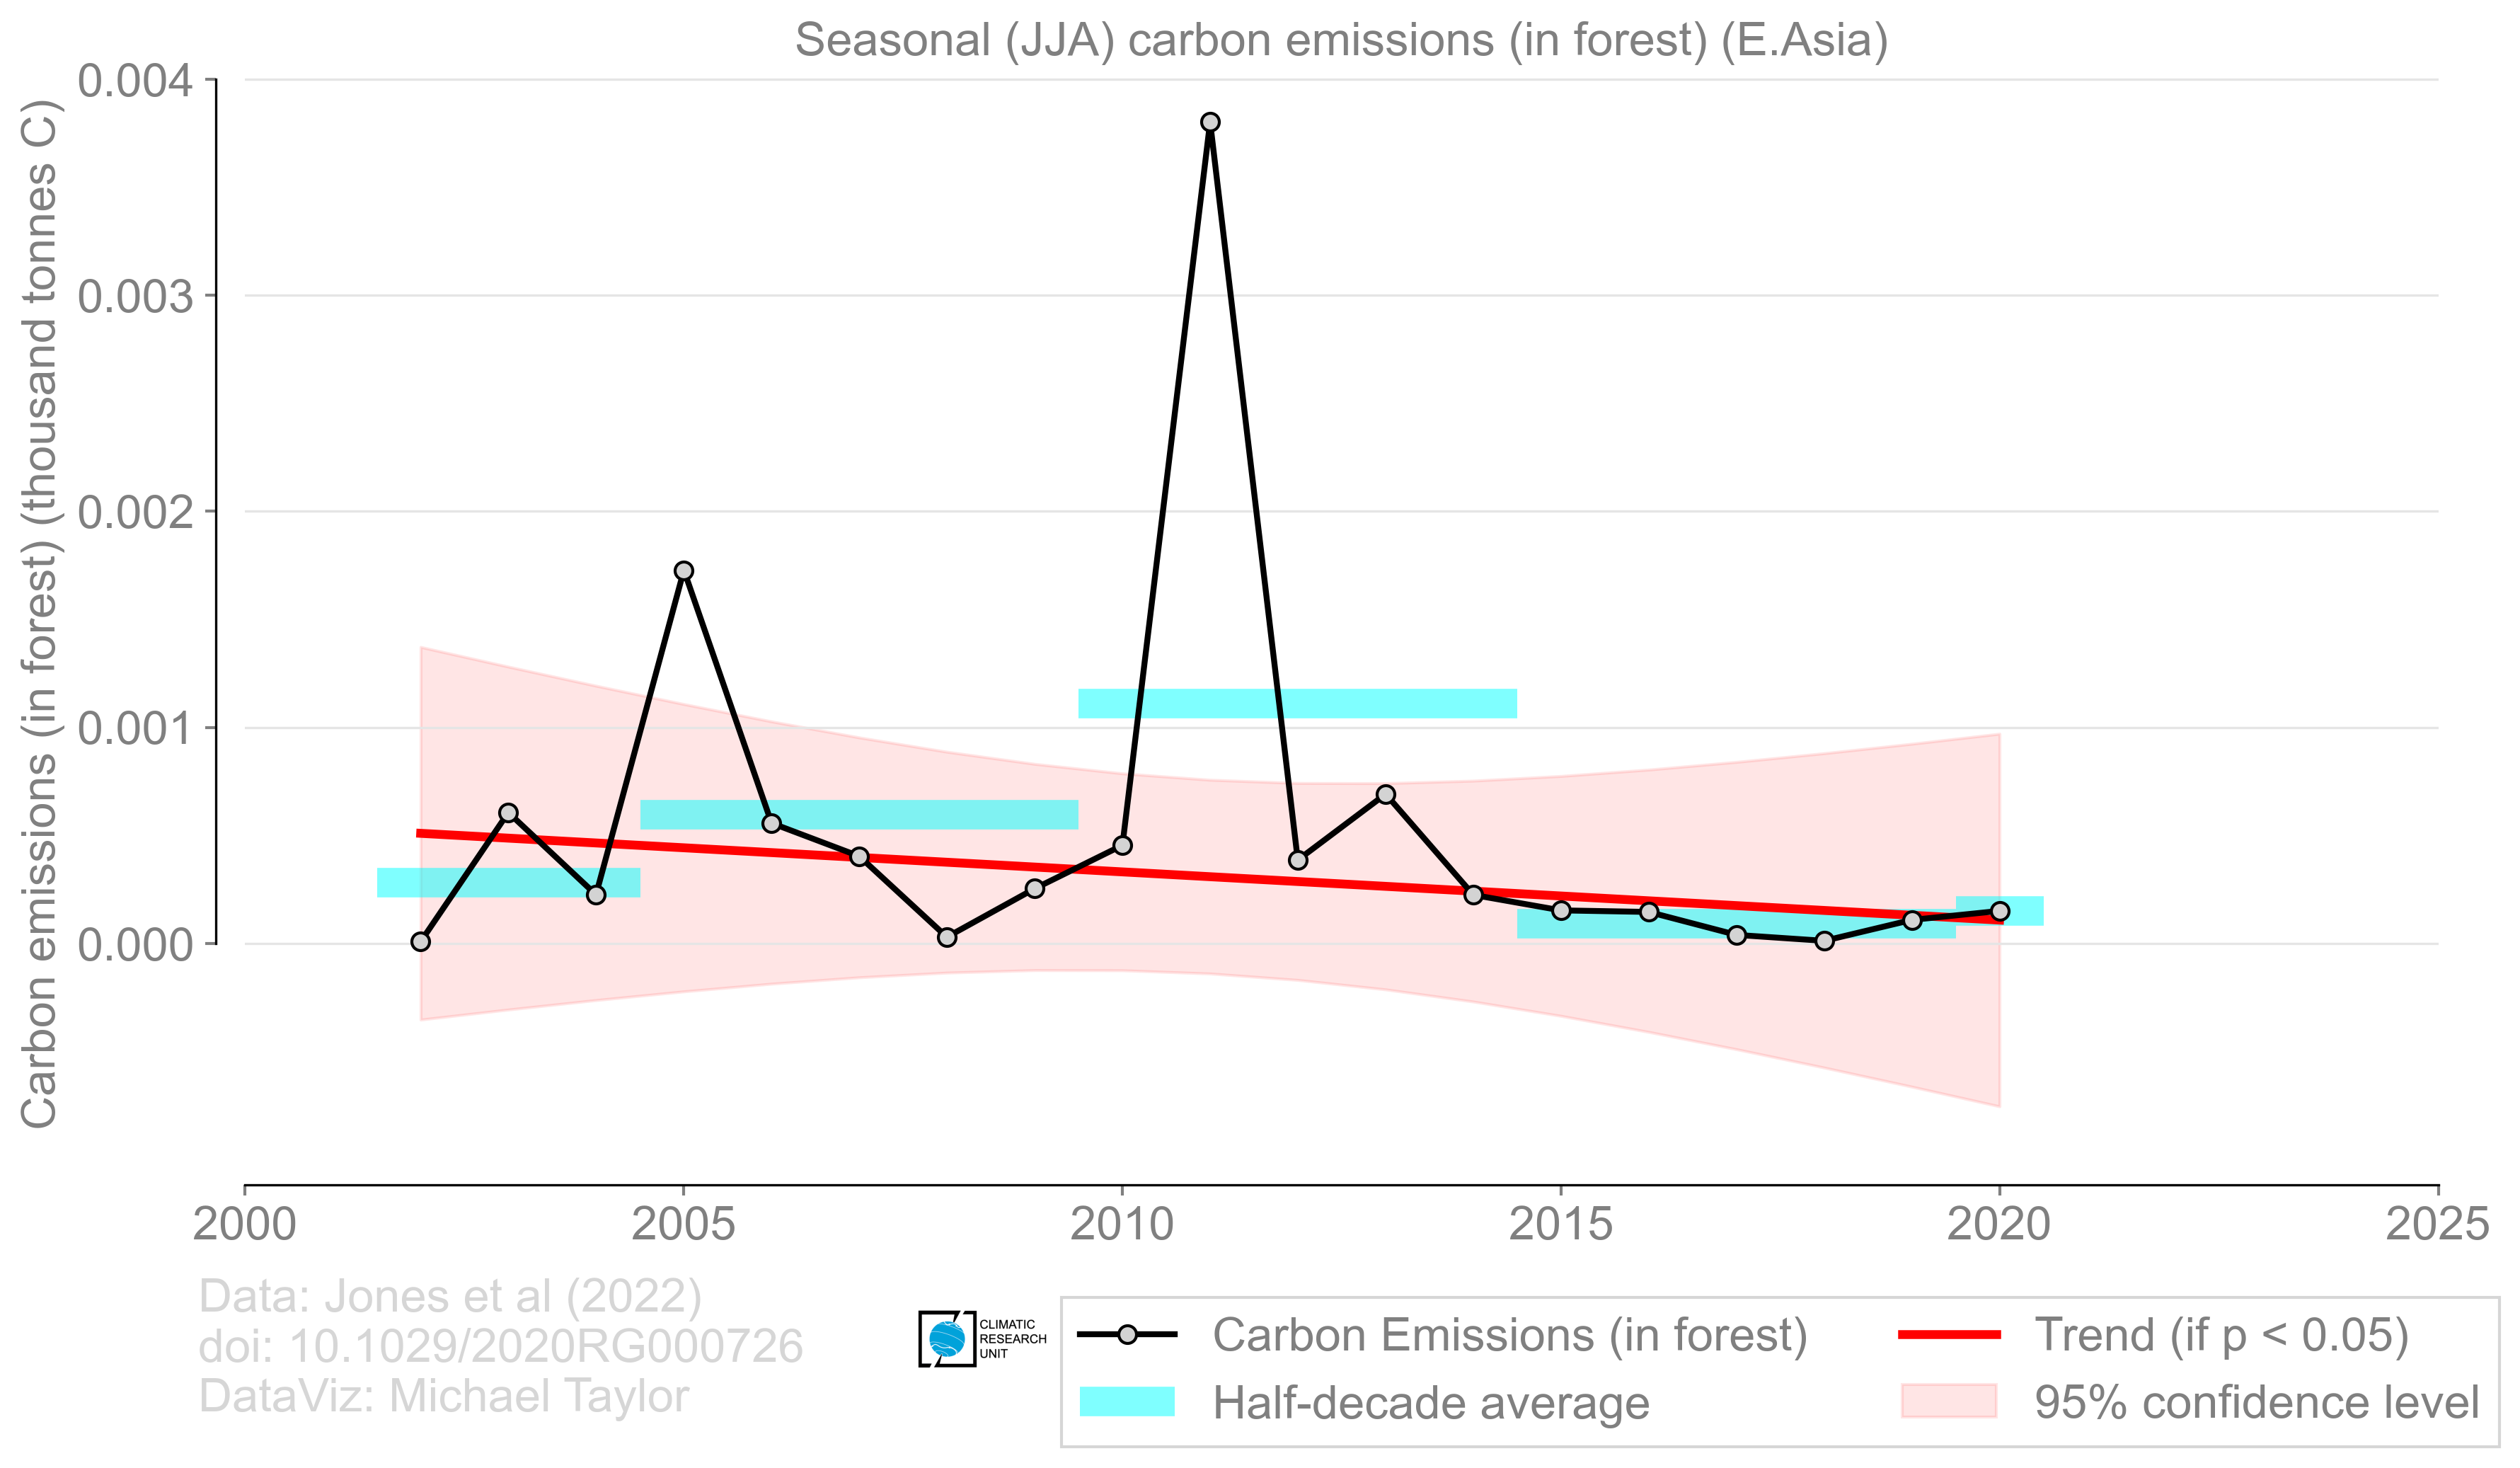 Seasonal (JJA) carbon emissions (in forest) (E.Asia)
Carbon emissions (in forest) (thousand tonnes C)
0.004
0.003
0.002
0.001
0.000
2000
2005
2010
2015
2020
2025
Data: Jones et al (2022)
doi: 10.1029/2020RG000726
DataViz: Michael Taylor
CLIMATIC
RESEARCH
UNIT
Carbon Emissions (in forest)
Half-decade average
Trend (if p < 0.05)
95% confidence level